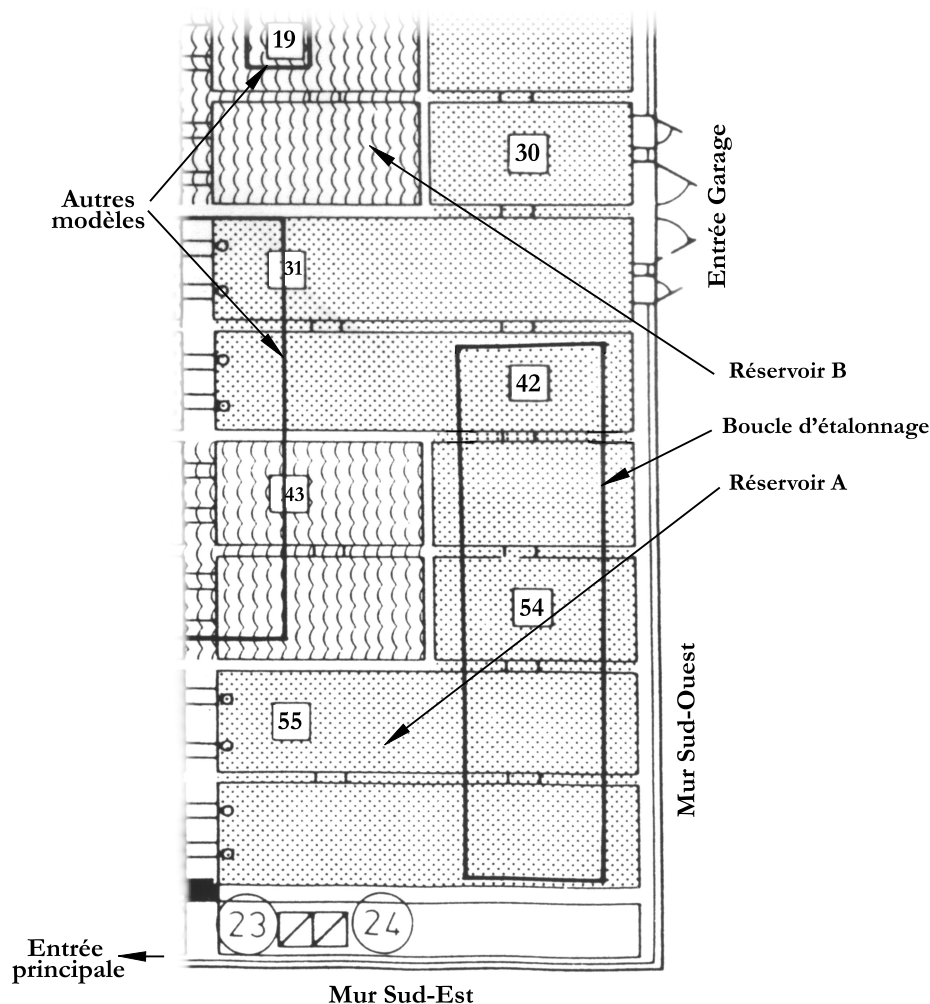 19
30
Entrée Garage
Autres
modèles
31
Réservoir B
42
Boucle d'étalonnage
Réservoir A
43
54
55
Mur Sud-Ouest
23
24
Entrée
principale
Mur Sud-Est